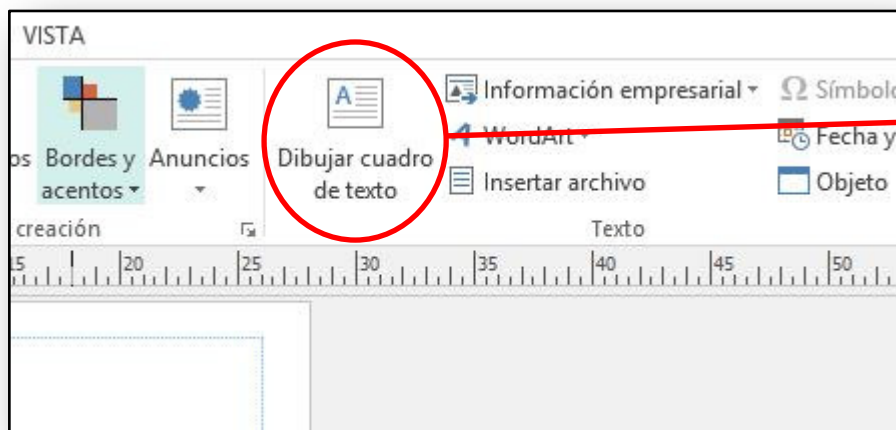 VISTA
Bordes y
acentos
Anuncios
Dibujar cuadro
de texto
Información empresarial
WordArt
Insertar archivo
Símbolo
Fecha y
Objeto
creación
Texto
15 20 25 30 35 40 45 50